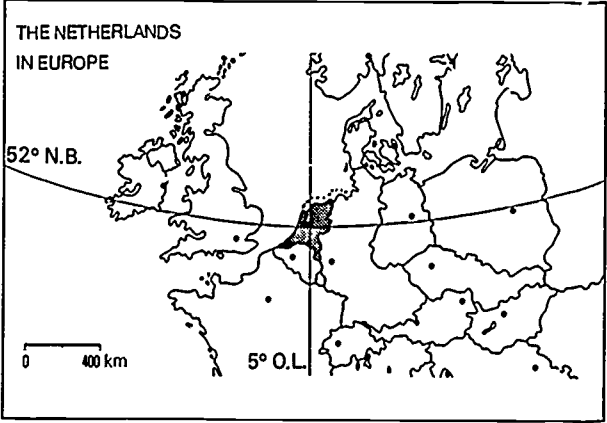 THE NETHERLANDS
IN EUROPE
52° N.B.
5° O.L.
0 400 km